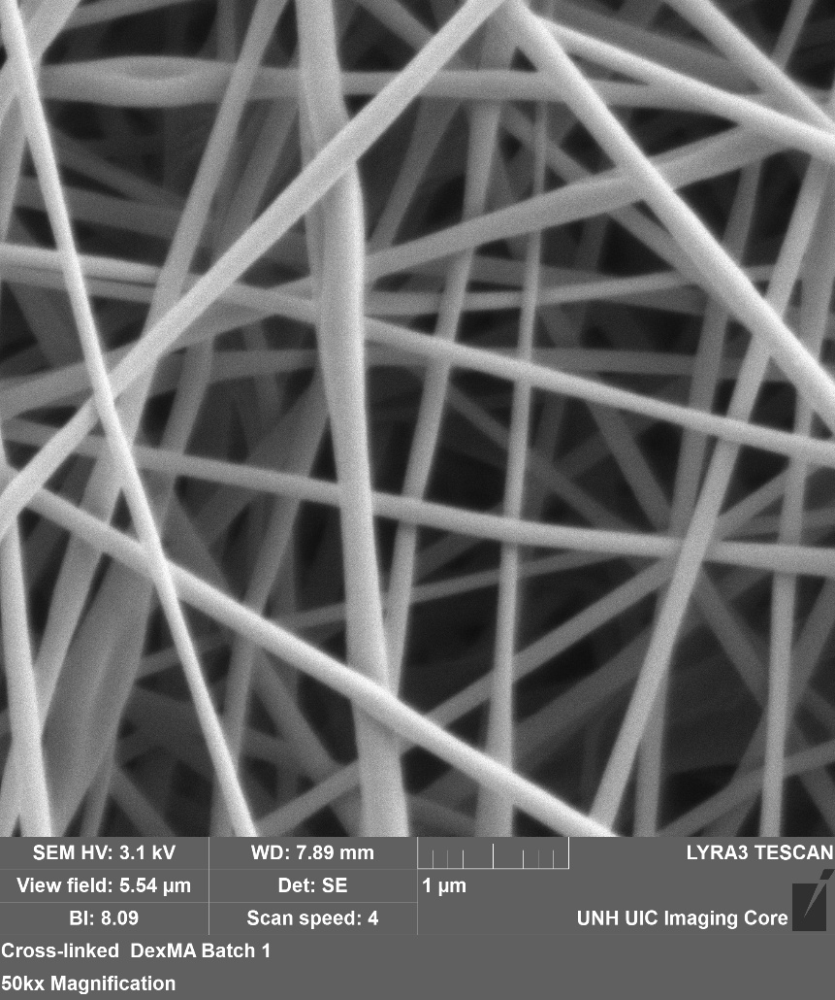 SEM HV: 3.1 kV WD: 7.89 mm LYRA3 TESCAN
View field: 5.54 µm Det: SE 1 µm
BI: 8.09 Scan speed: 4 UNH UIC Imaging Core
Cross-linked DexMA Batch 1
50kx Magnification